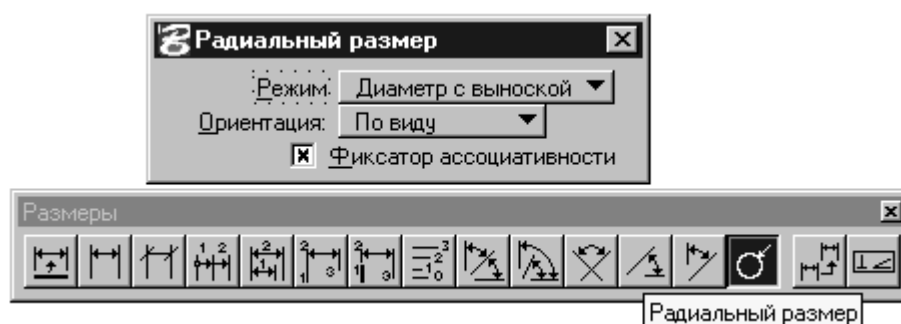 Радиальный размер
Режим: Диаметр с выноской
Ориентация: По виду
Фиксатор ассоциативности
Размеры
Радиальный размер